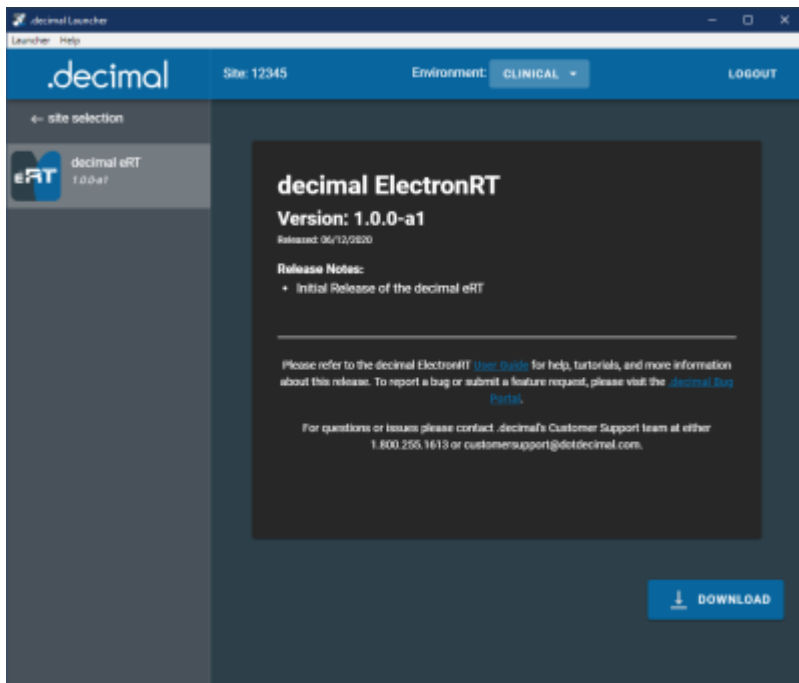 .decimal Launcher
Launcher Help
.decimal
Site: 12345
Environment:
CLINICAL
LOGOUT
← site selection
eRT
decimal eRT
1.0.0-a1
decimal ElectronRT
Version: 1.0.0-a1
Released: 06/12/2020
Release Notes:
• Initial Release of the decimal eRT
Please refer to the decimal ElectronRT User Guide for help, turtorials, and more information
about this release. To report a bug or submit a feature request, please visit the .decimal Bug
Portal.
For questions or issues please contact .decimal's Customer Support team at either
1.800.255.1613 or customersupport@dotdecimal.com.
DOWNLOAD